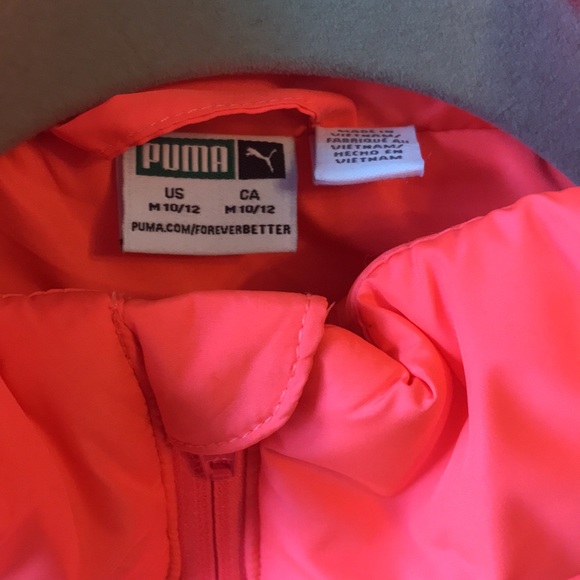 PUMA
US CA
M 10/12 M 10/12
PUMA.COM/FOREVERBETTER
MADE IN
VIETNAM/
FABRIQUÉ AU
VIETNAM/
HECHO EN
VIETNAM